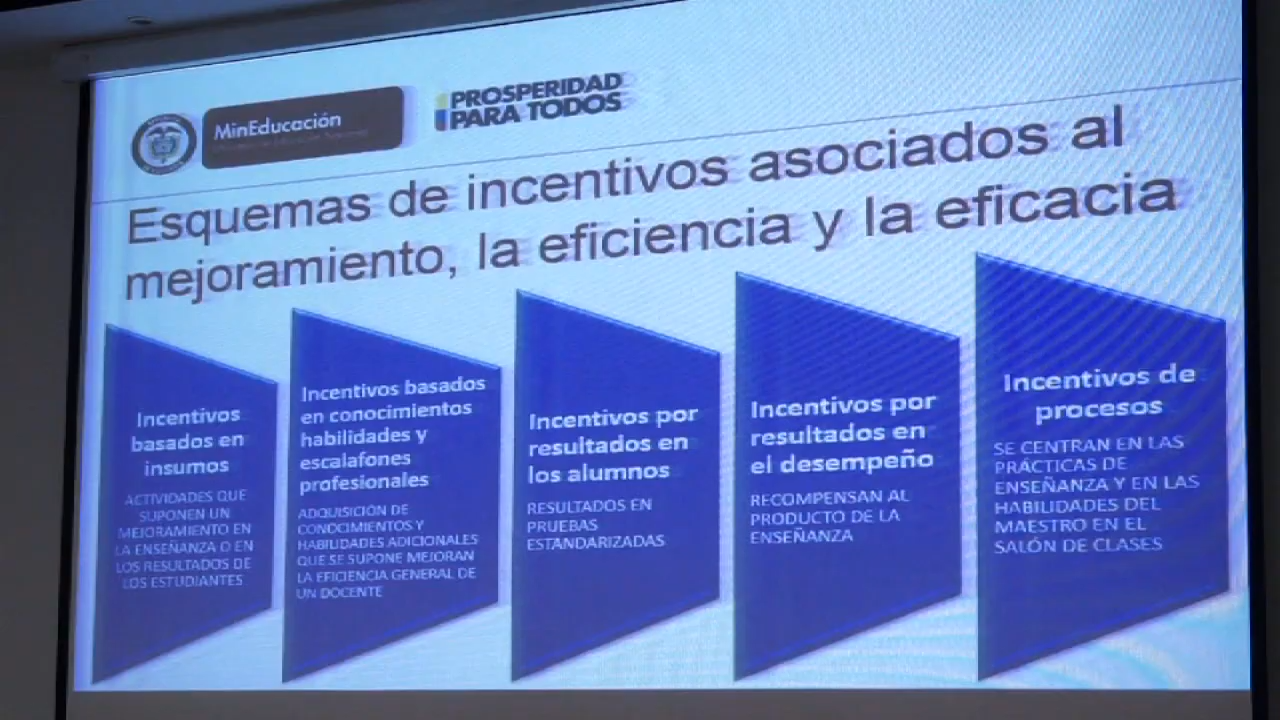 MinEducación
PROSPERIDAD
PARA TODOS
Esquemas de incentivos asociados al
mejoramiento, la eficiencia y la eficacia
Incentivos
basados en
insumos
ACTIVIDADES QUE
SUPONEN UN
MEJORAMIENTO EN
LA ENSEÑANZA O EN
LOS RESULTADOS DE
LOS ESTUDIANTES
Incentivos basados
en conocimientos
habilidades y
escalafones
profesionales
ADQUISICIÓN DE
CONOCIMIENTOS Y
HABILIDADES ADICIONALES
QUE SE SUPONE MEJORAN
LA EFICIENCIA GENERAL DE
UN DOCENTE
Incentivos por
resultados en
los alumnos
RESULTADOS EN
PRUEBAS
ESTANDARIZADAS
Incentivos por
resultados en
el desempeño
RECOMPENSAN AL
PRODUCTO DE LA
ENSEÑANZA
Incentivos de
procesos
SE CENTRAN EN LAS
PRÁCTICAS DE
ENSEÑANZA Y EN LAS
HABILIDADES DEL
MAESTRO EN EL
SALÓN DE CLASES